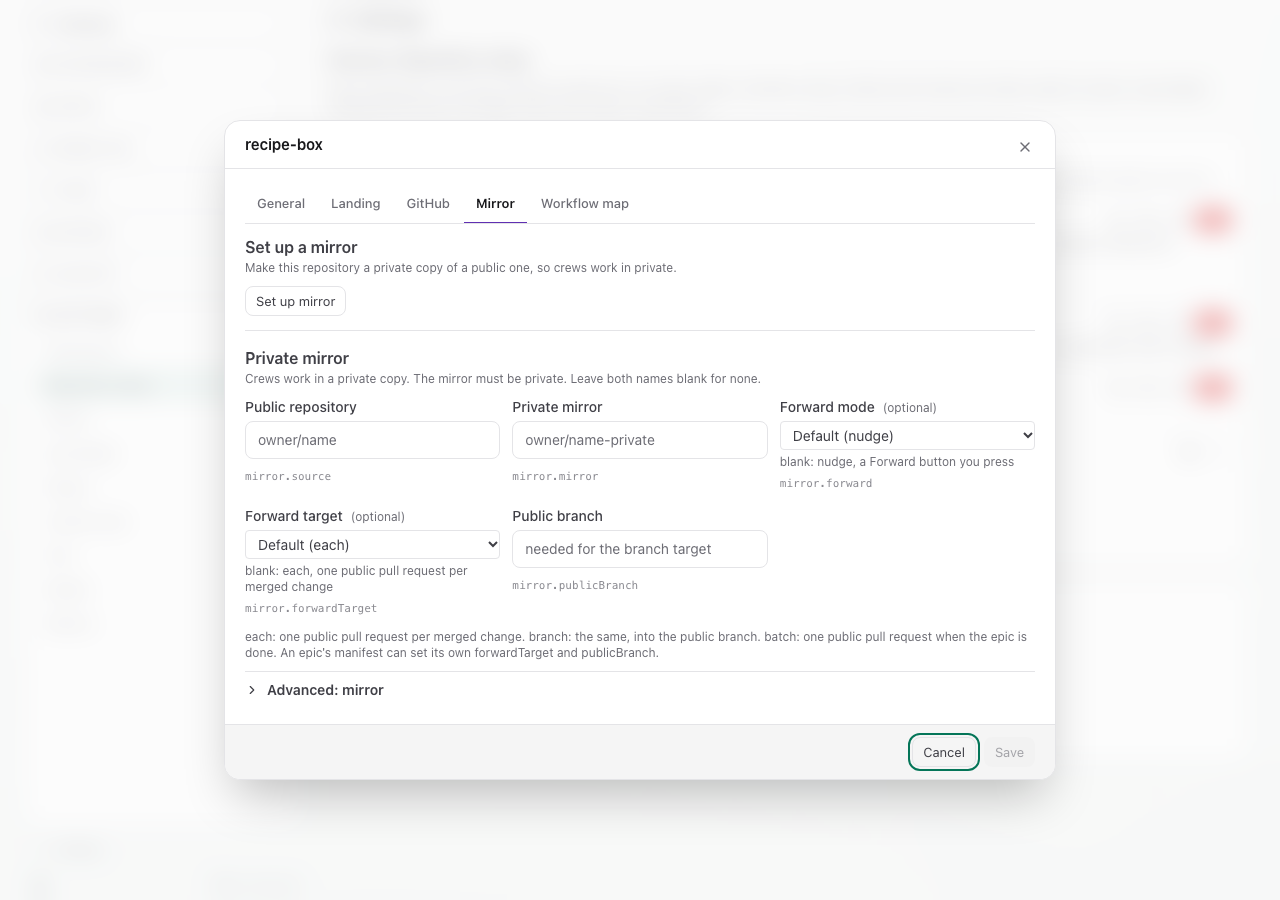 recipe-box
General Landing GitHub Mirror Workflow map
Set up a mirror
Make this repository a private copy of a public one, so crews work in private.
Set up mirror
Private mirror
Crews work in a private copy. The mirror must be private. Leave both names blank for none.
Public repository
owner/name
mirror.source
Private mirror
owner/name-private
mirror.mirror
Forward mode (optional)
Default (nudge)
blank: nudge, a Forward button you press
mirror.forward
Forward target (optional)
Default (each)
blank: each, one public pull request per
merged change
mirror.forwardTarget
Public branch
needed for the branch target
mirror.publicBranch
each: one public pull request per merged change. branch: the same, into the public branch. batch: one public pull request when the epic is
done. An epic's manifest can set its own forwardTarget and publicBranch.
Advanced: mirror
Cancel Save